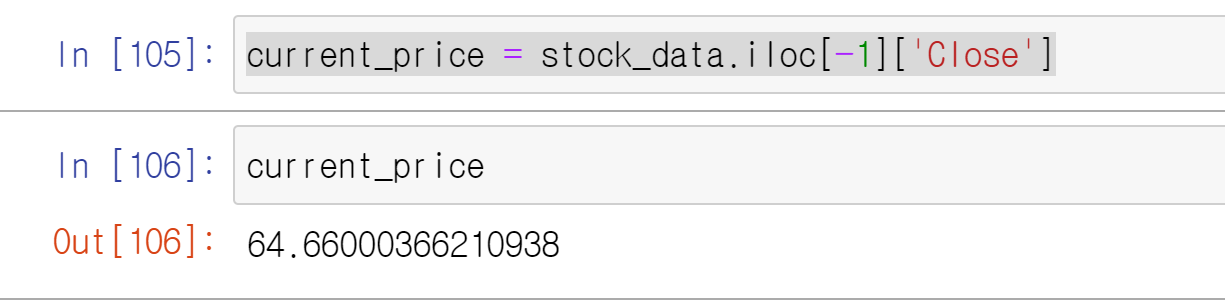 In [105]: current_price = stock_data.iloc[-1]['Close']
In [106]: current_price
Out[106]: 64.66000366210938